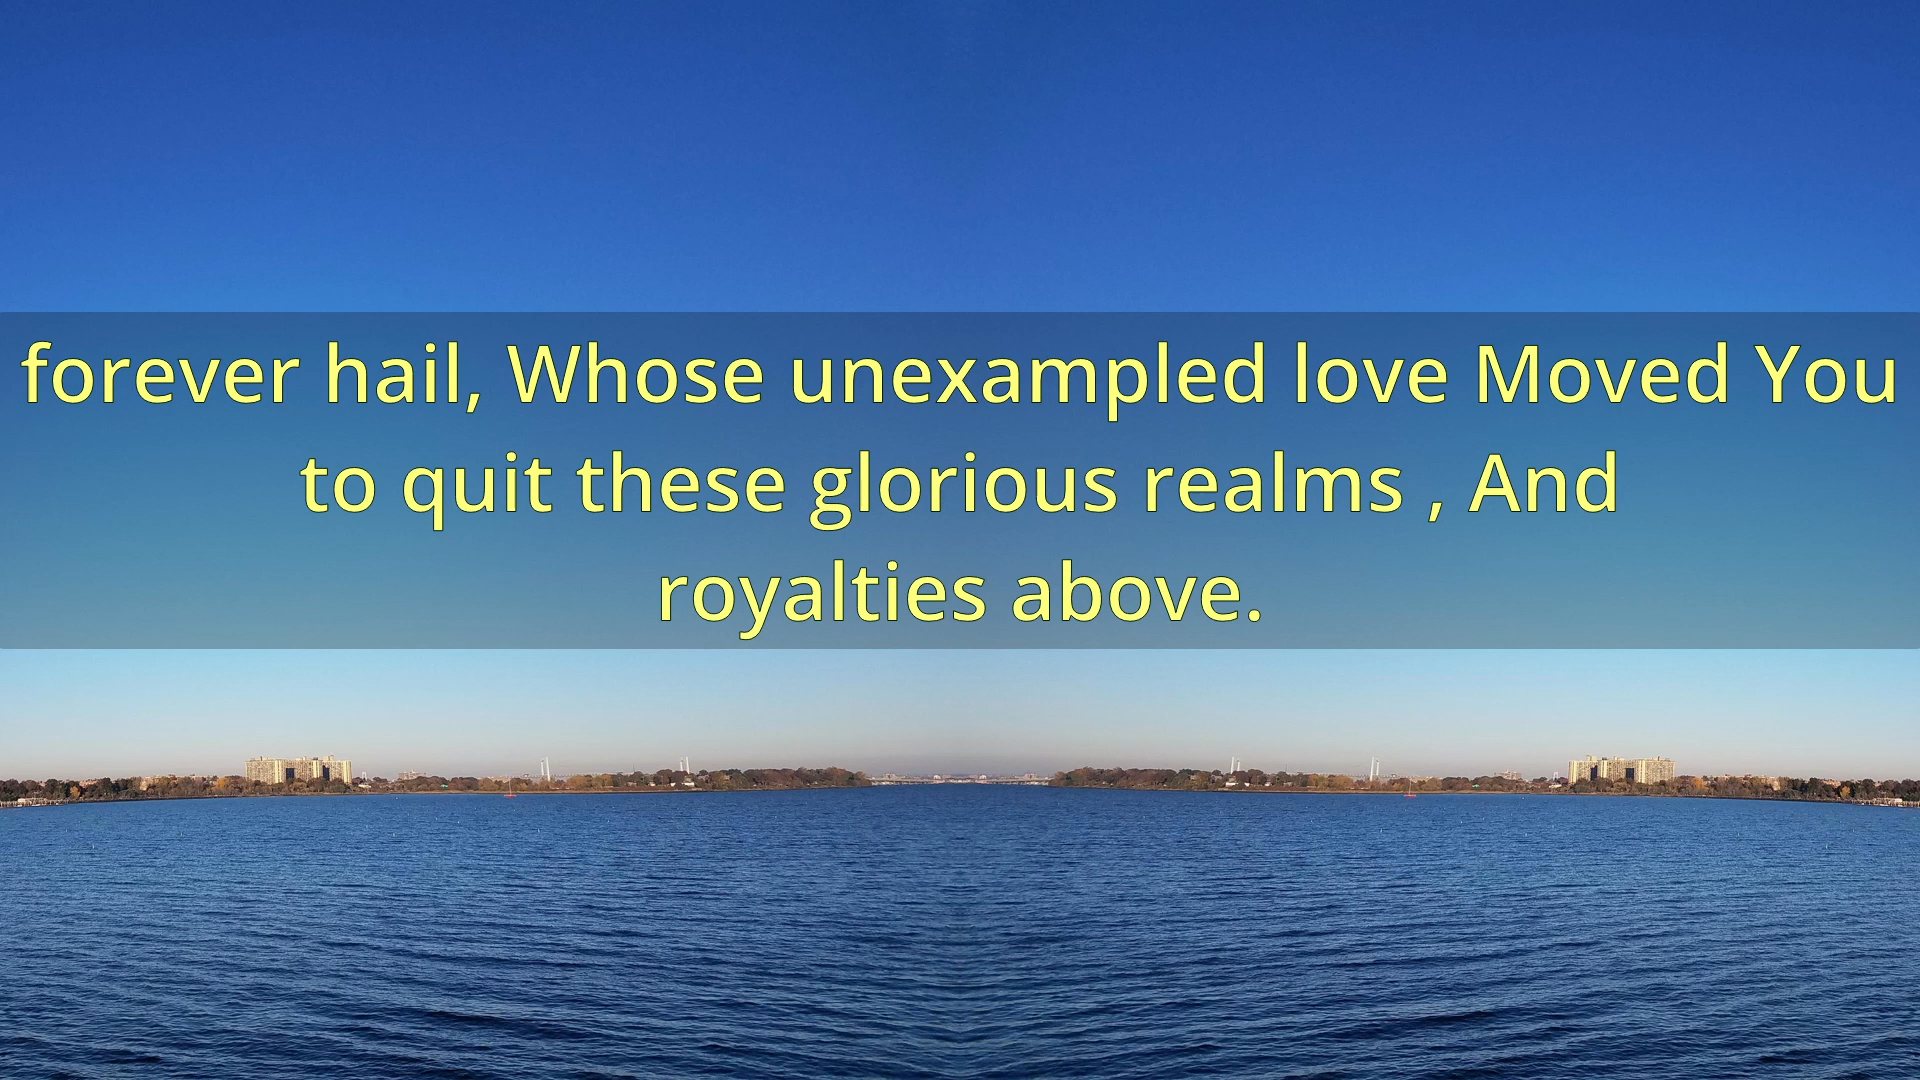 forever hail, Whose unexampled love Moved You
to quit these glorious realms , And
royalties above.